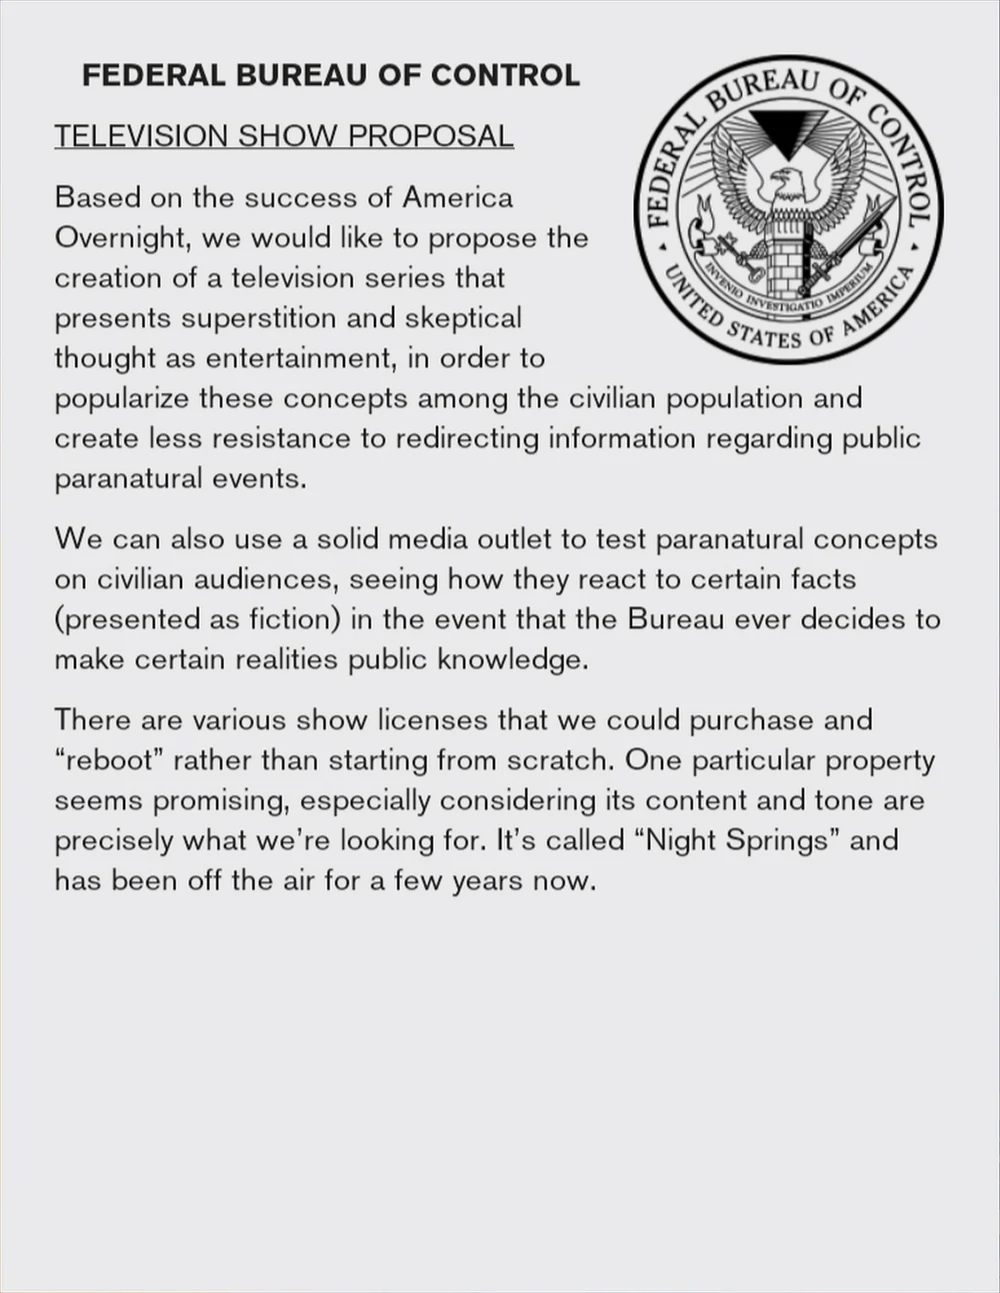 FEDERAL BUREAU OF CONTROL
TELEVISION SHOW PROPOSAL
Based on the success of America
Overnight, we would like to propose the
creation of a television series that
presents superstition and skeptical
thought as entertainment, in order to
popularize these concepts among the civilian population and
create less resistance to redirecting information regarding public
paranatural events.
We can also use a solid media outlet to test paranatural concepts
on civilian audiences, seeing how they react to certain facts
(presented as fiction) in the event that the Bureau ever decides to
make certain realities public knowledge.
There are various show licenses that we could purchase and
“reboot” rather than starting from scratch. One particular property
seems promising, especially considering its content and tone are
precisely what we’re looking for. It’s called “Night Springs” and
has been off the air for a few years now.
FEDERAL BUREAU OF CONTROL
UNITED STATES OF AMERICA
INVENIO INVESTIGATIO IMPERIUM